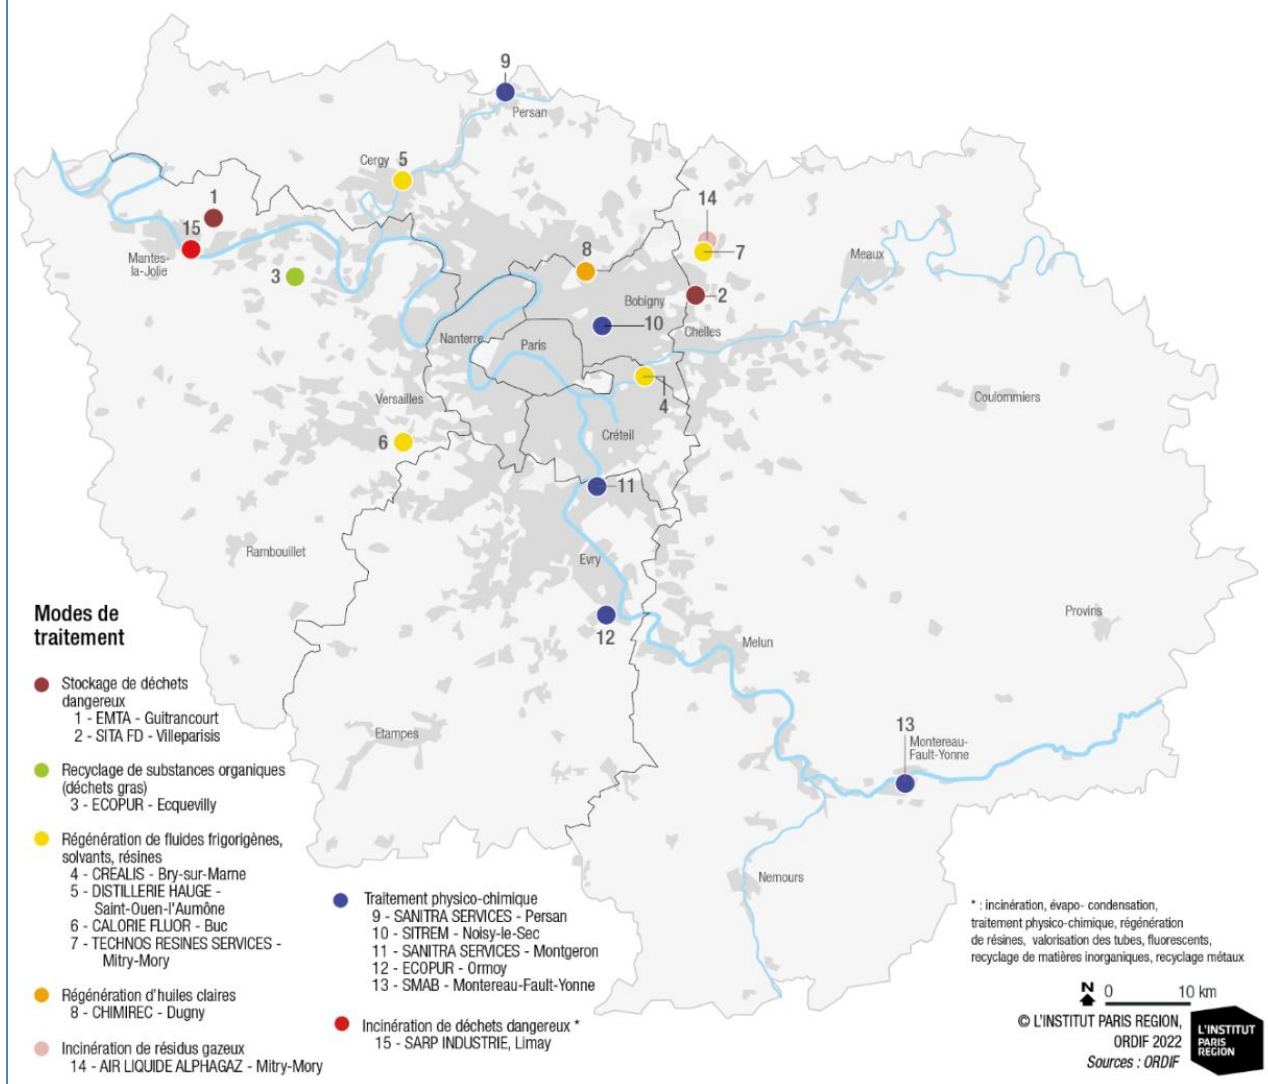 9
Persan
Cergy
5
1
15
14
Mantes-
la-Jolie
3
8
7
Meaux
2
Bobigny
10
Chelles
Nanterre
Paris
4
Versailles
6
Créteil
Coulommiers
11
Rambouillet
Evry
12
Melun
Provins
Etampes
13
Montereau-
Fault-Yonne
Nemours
Modes de
traitement
Stockage de déchets
dangereux
1 - EMTA - Guitrancourt
2 - SITA FD - Villeparisis
Recyclage de substances organiques
(déchets gras)
3 - ECOPUR - Ecquevilly
Régénération de fluides frigorigènes,
solvants, résines
4 - CREALIS - Bry-sur-Marne
5 - DISTILLERIE HAUGE -
Saint-Ouen-l'Aumône
6 - CALORIE FLUOR - Buc
7 - TECHNOS RESINES SERVICES -
Mitry-Mory
Régénération d'huiles claires
8 - CHIMIREC - Dugny
Incinération de résidus gazeux
14 - AIR LIQUIDE ALPHAGAZ - Mitry-Mory
Traitement physico-chimique
9 - SANITRA SERVICES - Persan
10 - SITREM - Noisy-le-Sec
11 - SANITRA SERVICES - Montgeron
12 - ECOPUR - Ormoy
13 - SMAB - Montereau-Fault-Yonne
Incinération de déchets dangereux *
15 - SARP INDUSTRIE, Limay
* : incinération, évapo- condensation,
traitement physico-chimique, régénération
de résines, valorisation des tubes, fluorescents,
recyclage de matières inorganiques, recyclage métaux
N
0 10 km
© L'INSTITUT PARIS REGION,
ORDIF 2022
Sources : ORDIF
L'INSTITUT
PARIS
REGION